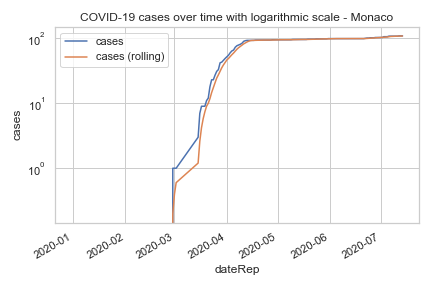 COVID-19 cases over time with logarithmic scale - Monaco
cases
cases (rolling)
10²
10¹
10⁰
cases
2020-01
2020-02
2020-03
2020-04
2020-05
2020-06
2020-07
dateRep